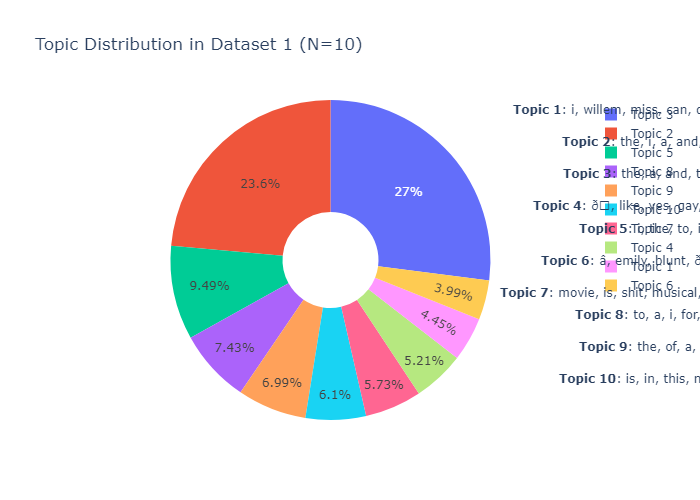 Topic Distribution in Dataset 1 (N=10)
Topic 1: i, willem, miss, can,
Topic 3
Topic 2: the, i, a, and,
Topic 2
Topic 3: the, a, and, t
Topic 5
Topic 8
Topic 9
Topic 4: like, yes, gay,
Topic 10
Topic 5: i, the, to, i
Topic 7
Topic 4
Topic 6: â, emily, blunt, ð
Topic 1
Topic 6
Topic 7: movie, is, shit, musical,
Topic 8: to, a, i, for,
Topic 9: the, of, a,
Topic 10: is, in, this,
27%
23.6%
9.49%
7.43%
6.99%
6.1%
5.73%
5.21%
4.45%
3.99%